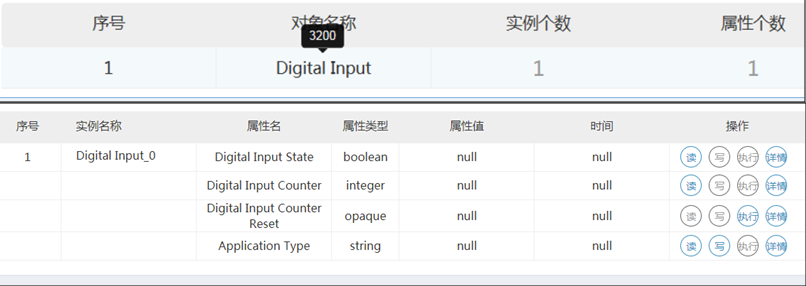 序号 对象名称 实例个数 属性个数
3200
1 Digital Input 1 1
序号 实例名称 属性名 属性类型 属性值 时间 操作
1 Digital Input_0 Digital Input State boolean null null 读 写 执行 详情
Digital Input Counter integer null null 读 写 执行 详情
Digital Input Counter
Reset opaque null null 读 写 执行 详情
Application Type string null null 读 写 执行 详情